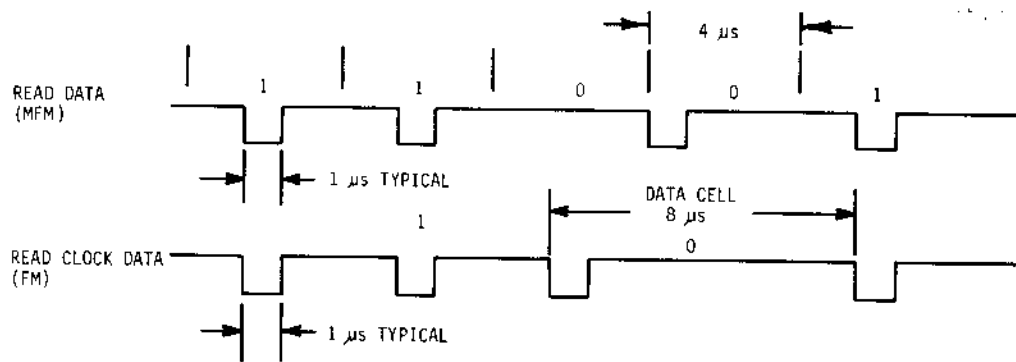 4 µs
1 1 0 0 1
READ DATA
(MFM)
1 µs TYPICAL
DATA CELL
8 µs
1 0
READ CLOCK DATA
(FM)
1 µs TYPICAL